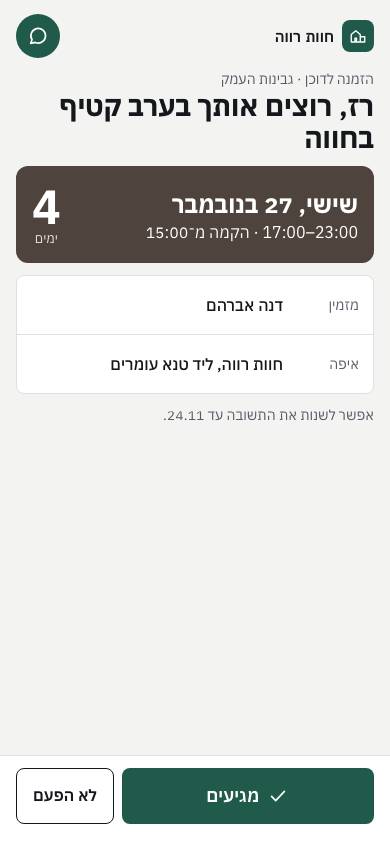 חוות רווה
הזמנה לדוכן · גבינות העמק
רז, רוצים אותך בערב קטיף
בחווה
שישי, 27 בנובמבר
17:00–23:00 · הקמה מ־15:00
4
ימים
מזמין
דנה אברהם
איפה
חוות רווה, ליד טנא עומרים
אפשר לשנות את התשובה עד 24.11.
מגיעים
לא הפעם